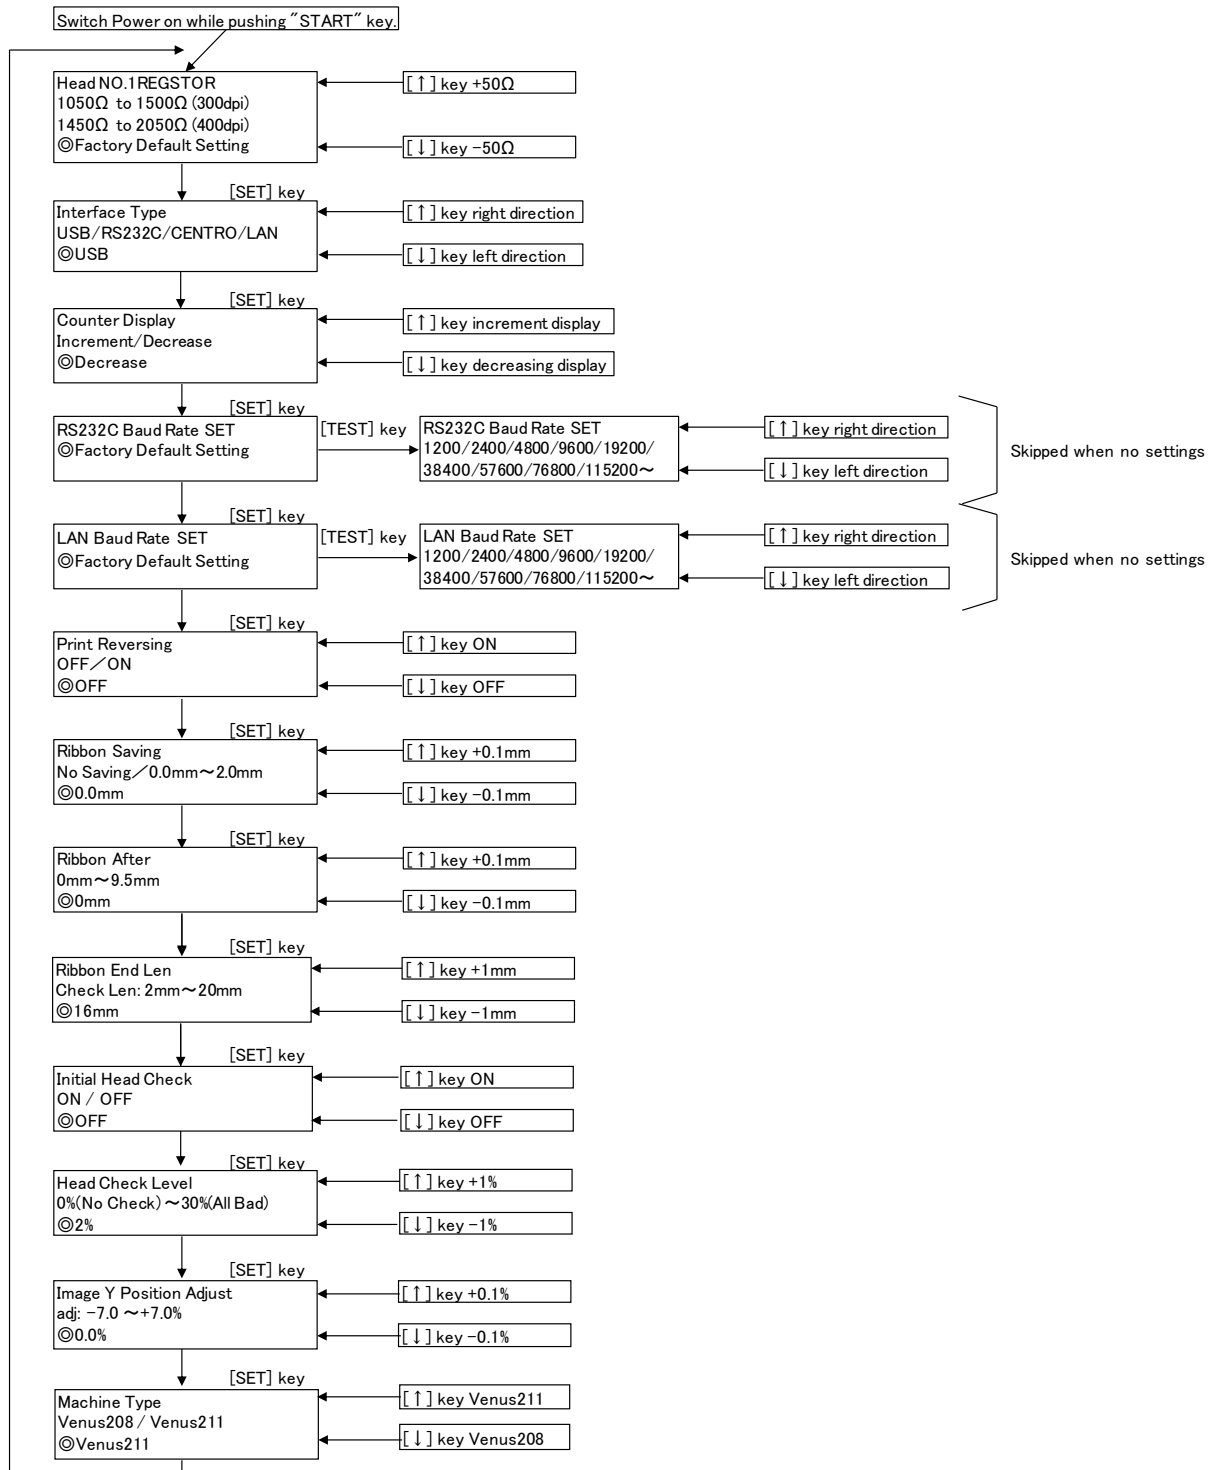 Switch Power on while pushing "START" key.
Head NO.1REGSTOR
1050Ω to 1500Ω (300dpi)
1450Ω to 2050Ω (400dpi)
◎Factory Default Setting
[↑] key +50Ω
[↓] key -50Ω
[SET] key
Interface Type
USB/RS232C/CENTRO/LAN
◎USB
[↑] key right direction
[↓] key left direction
[SET] key
Counter Display
Increment/Decrease
◎Decrease
[↑] key increment display
[↓] key decreasing display
[SET] key
RS232C Baud Rate SET
◎Factory Default Setting
[TEST] key
RS232C Baud Rate SET
1200/2400/4800/9600/19200/
38400/57600/76800/115200～
[↑] key right direction
[↓] key left direction
Skipped when no settings
[SET] key
LAN Baud Rate SET
◎Factory Default Setting
[TEST] key
LAN Baud Rate SET
1200/2400/4800/9600/19200/
38400/57600/76800/115200～
[↑] key right direction
[↓] key left direction
Skipped when no settings
[SET] key
Print Reversing
OFF／ON
◎OFF
[↑] key ON
[↓] key OFF
[SET] key
Ribbon Saving
No Saving／0.0mm～2.0mm
◎0.0mm
[↑] key +0.1mm
[↓] key -0.1mm
[SET] key
Ribbon After
0mm～9.5mm
◎0mm
[↑] key +0.1mm
[↓] key -0.1mm
[SET] key
Ribbon End Len
Check Len: 2mm～20mm
◎16mm
[↑] key +1mm
[↓] key -1mm
[SET] key
Initial Head Check
ON / OFF
◎OFF
[↑] key ON
[↓] key OFF
[SET] key
Head Check Level
0%(No Check) ～30%(All Bad)
◎2%
[↑] key +1%
[↓] key -1%
[SET] key
Image Y Position Adjust
adj: -7.0 ～+7.0%
◎0.0%
[↑] key +0.1%
[↓] key -0.1%
[SET] key
Machine Type
Venus208 / Venus211
◎Venus211
[↑] key Venus211
[↓] key Venus208